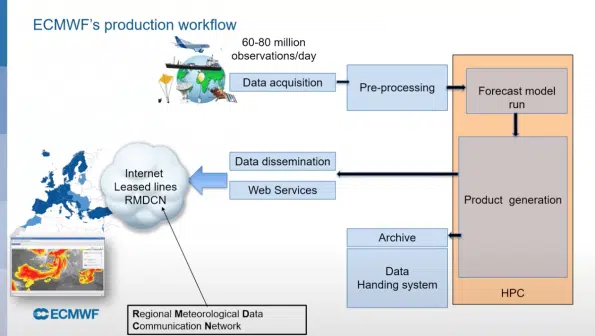 ECMWF's production workflow
60-80 million
observations/day
Data acquisition
Pre-processing
Forecast model
run
Internet
Leased lines
RMDCN
Data dissemination
Web Services
Product generation
Archive
Data
Handing system
HPC
ECMWF
Regional Meteorological Data
Communication Network